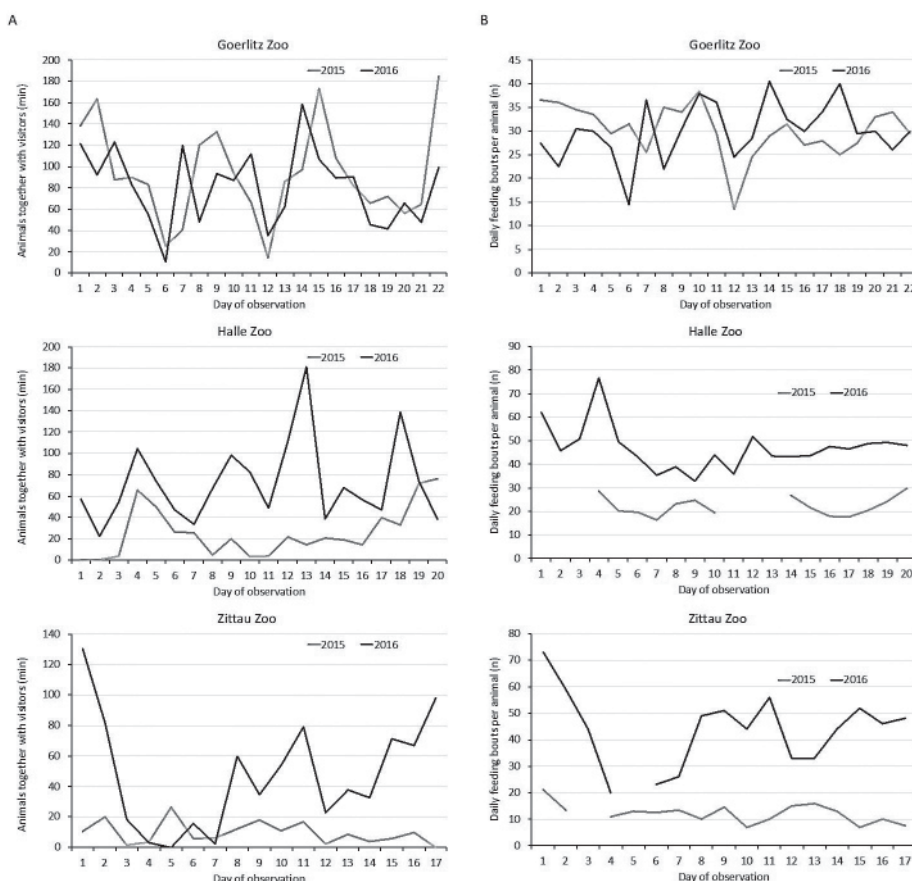 A
Goerlitz Zoo
2015 2016
Animals together with visitors (min)
200
180
160
140
120
100
80
60
40
20
0
1 2 3 4 5 6 7 8 9 10 11 12 13 14 15 16 17 18 19 20 21 22
Day of observation
Halle Zoo
2015 2016
Animals together with visitors (min)
200
180
160
140
120
100
80
60
40
20
0
1 2 3 4 5 6 7 8 9 10 11 12 13 14 15 16 17 18 19 20
Day of observation
Zittau Zoo
2015 2016
Animals together with visitors (min)
140
120
100
80
60
40
20
0
1 2 3 4 5 6 7 8 9 10 11 12 13 14 15 16 17
Day of observation
B
Goerlitz Zoo
2015 2016
Daily feeding bouts per animal (n)
45
40
35
30
25
20
15
10
5
0
1 2 3 4 5 6 7 8 9 10 11 12 13 14 15 16 17 18 19 20 21 22
Day of observation
Halle Zoo
2015 2016
Daily feeding bouts per animal (n)
90
80
70
60
50
40
30
20
10
0
1 2 3 4 5 6 7 8 9 10 11 12 13 14 15 16 17 18 19 20
Day of observation
Zittau Zoo
2015 2016
Daily feeding bouts per animal (n)
80
70
60
50
40
30
20
10
0
1 2 3 4 5 6 7 8 9 10 11 12 13 14 15 16 17
Day of observation